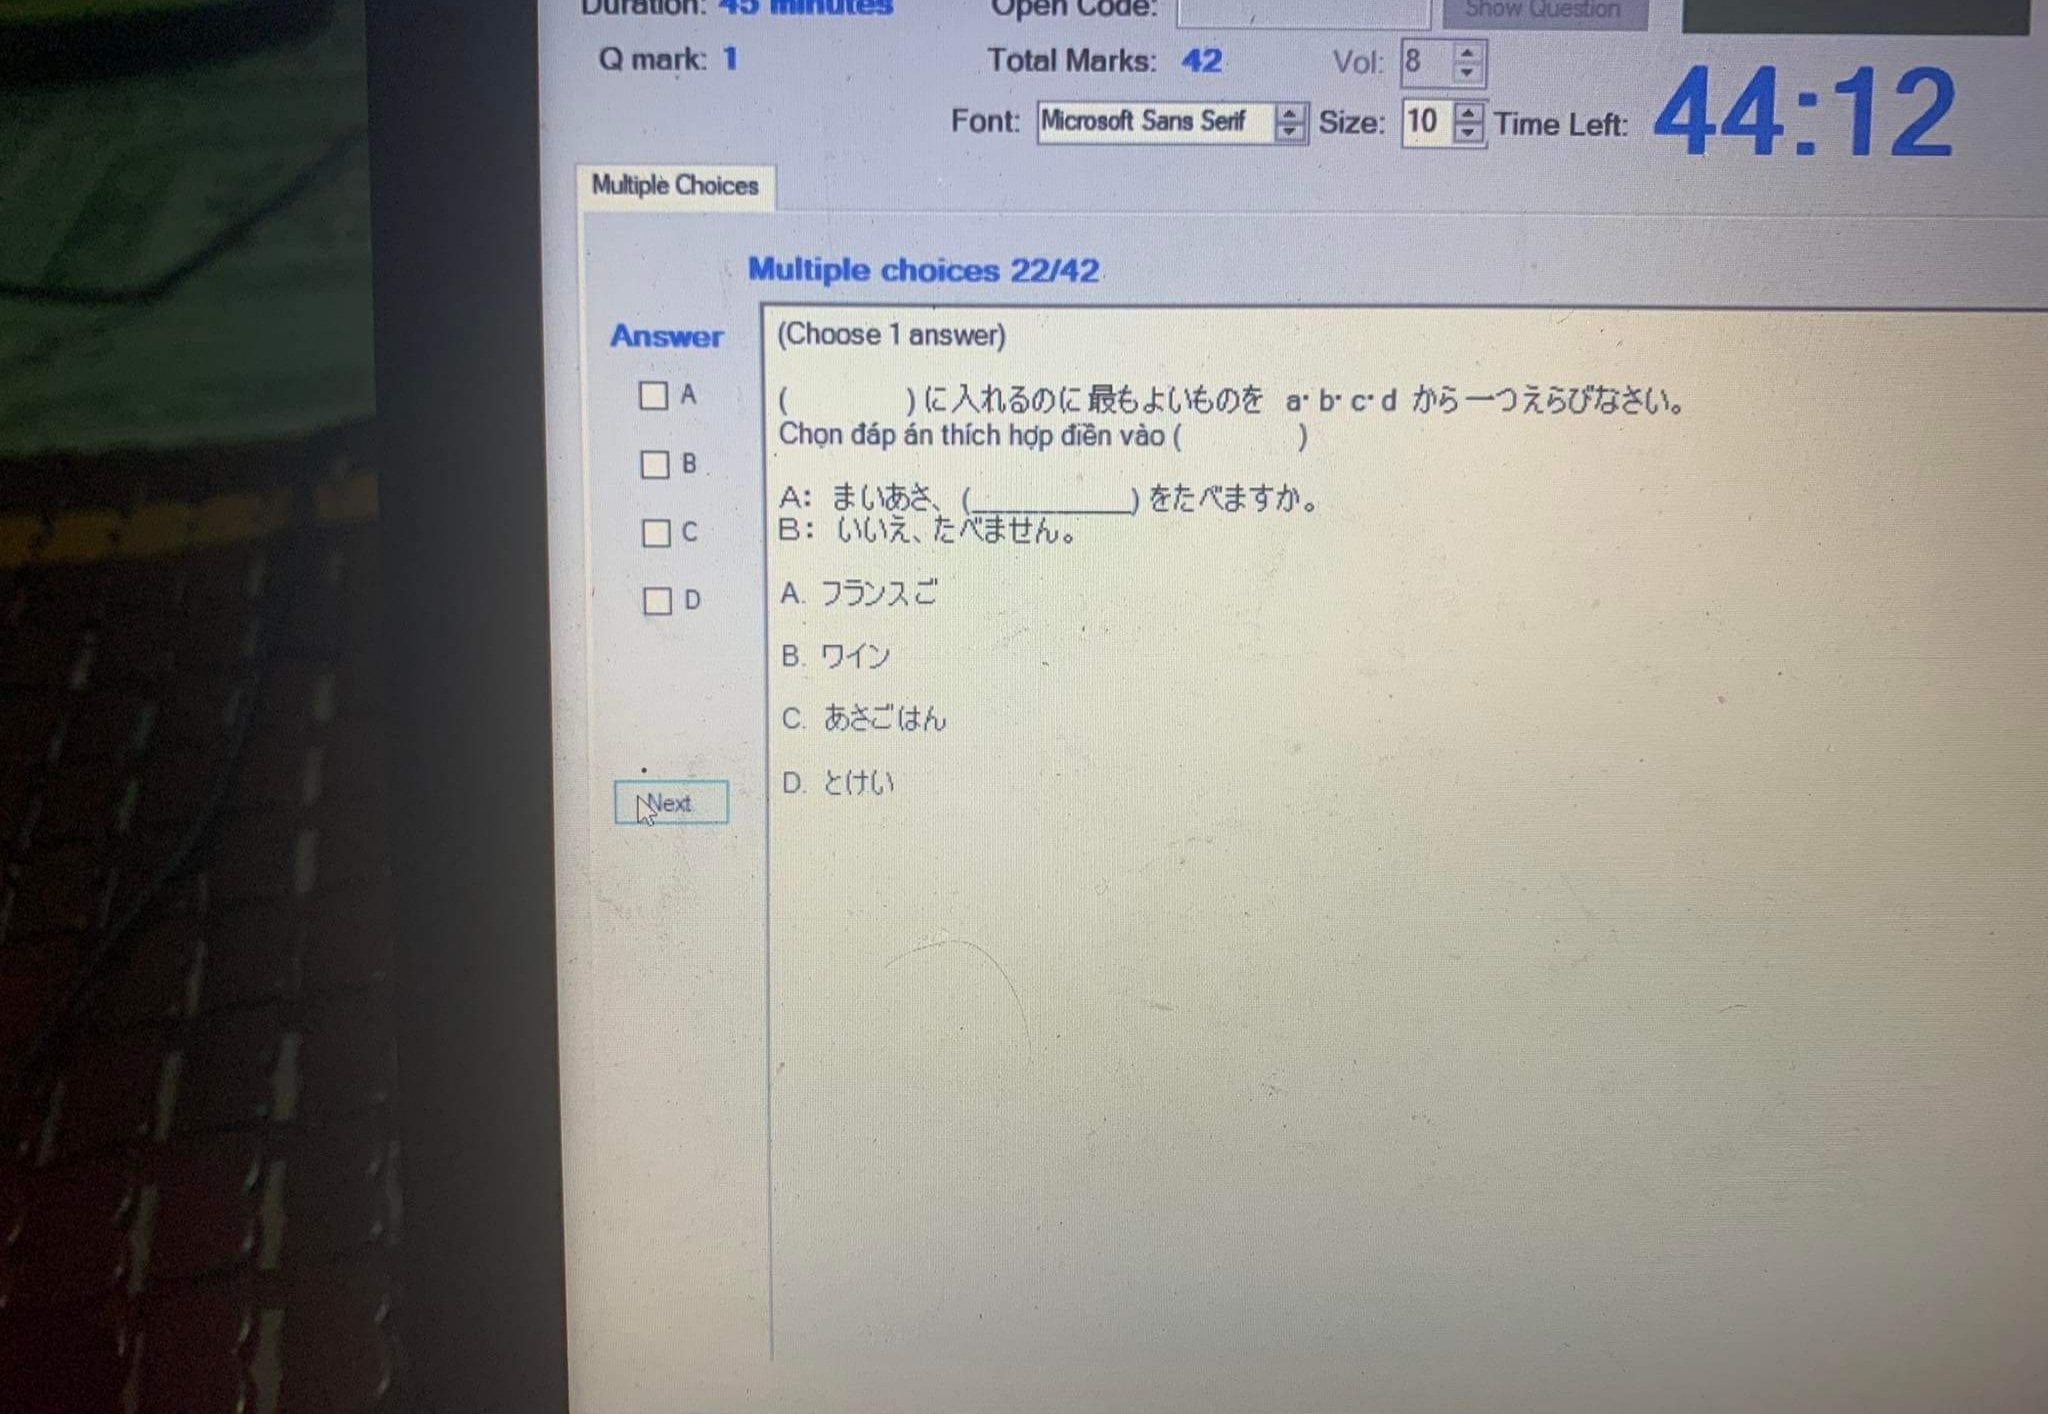 Duration: 45 minutes
Open Code:
Show Question
Q mark: 1
Total Marks: 42
Vol: 8
Font: Microsoft Sans Serif Size: 10 Time Left: 44:12
Multiple Choices
Multiple choices 22/42
Answer
A
B
C
D
Next
(Choose 1 answer)
( ) に入れるのに最もよいものを a・b・c・d から一つえらびなさい。
Chọn đáp án thích hợp điền vào ( )
A: まいあさ、(__________) をたべますか。
B: いいえ、たべません。
A. フランスご
B. ワイン
C. あさごはん
D. とけい